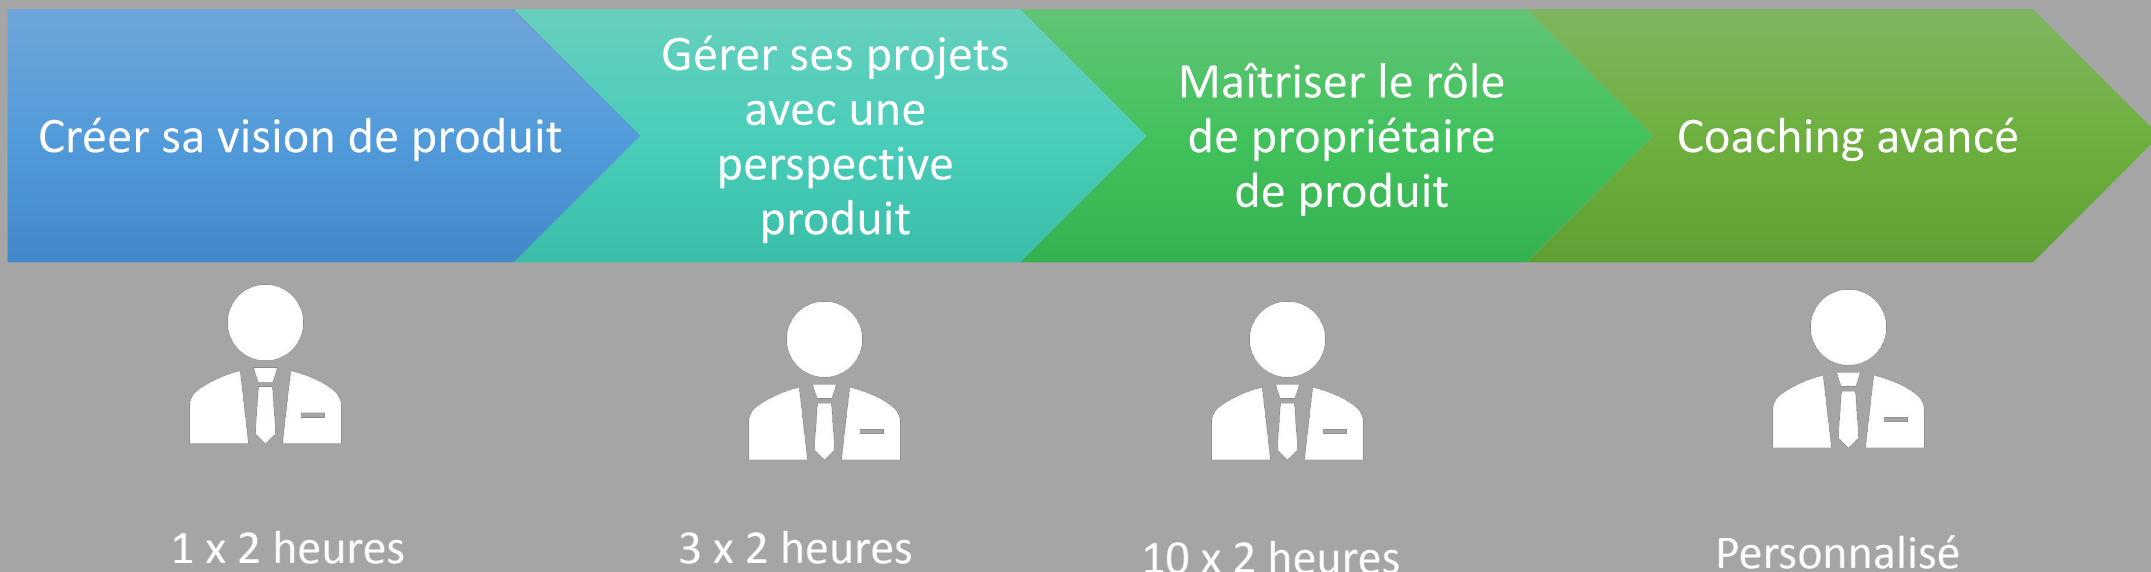 Créer sa vision de produit
Gérer ses projets
avec une
perspective
produit
Maîtriser le rôle
de propriétaire
de produit
Coaching avancé
1 x 2 heures
3 x 2 heures
10 x 2 heures
Personnalisé